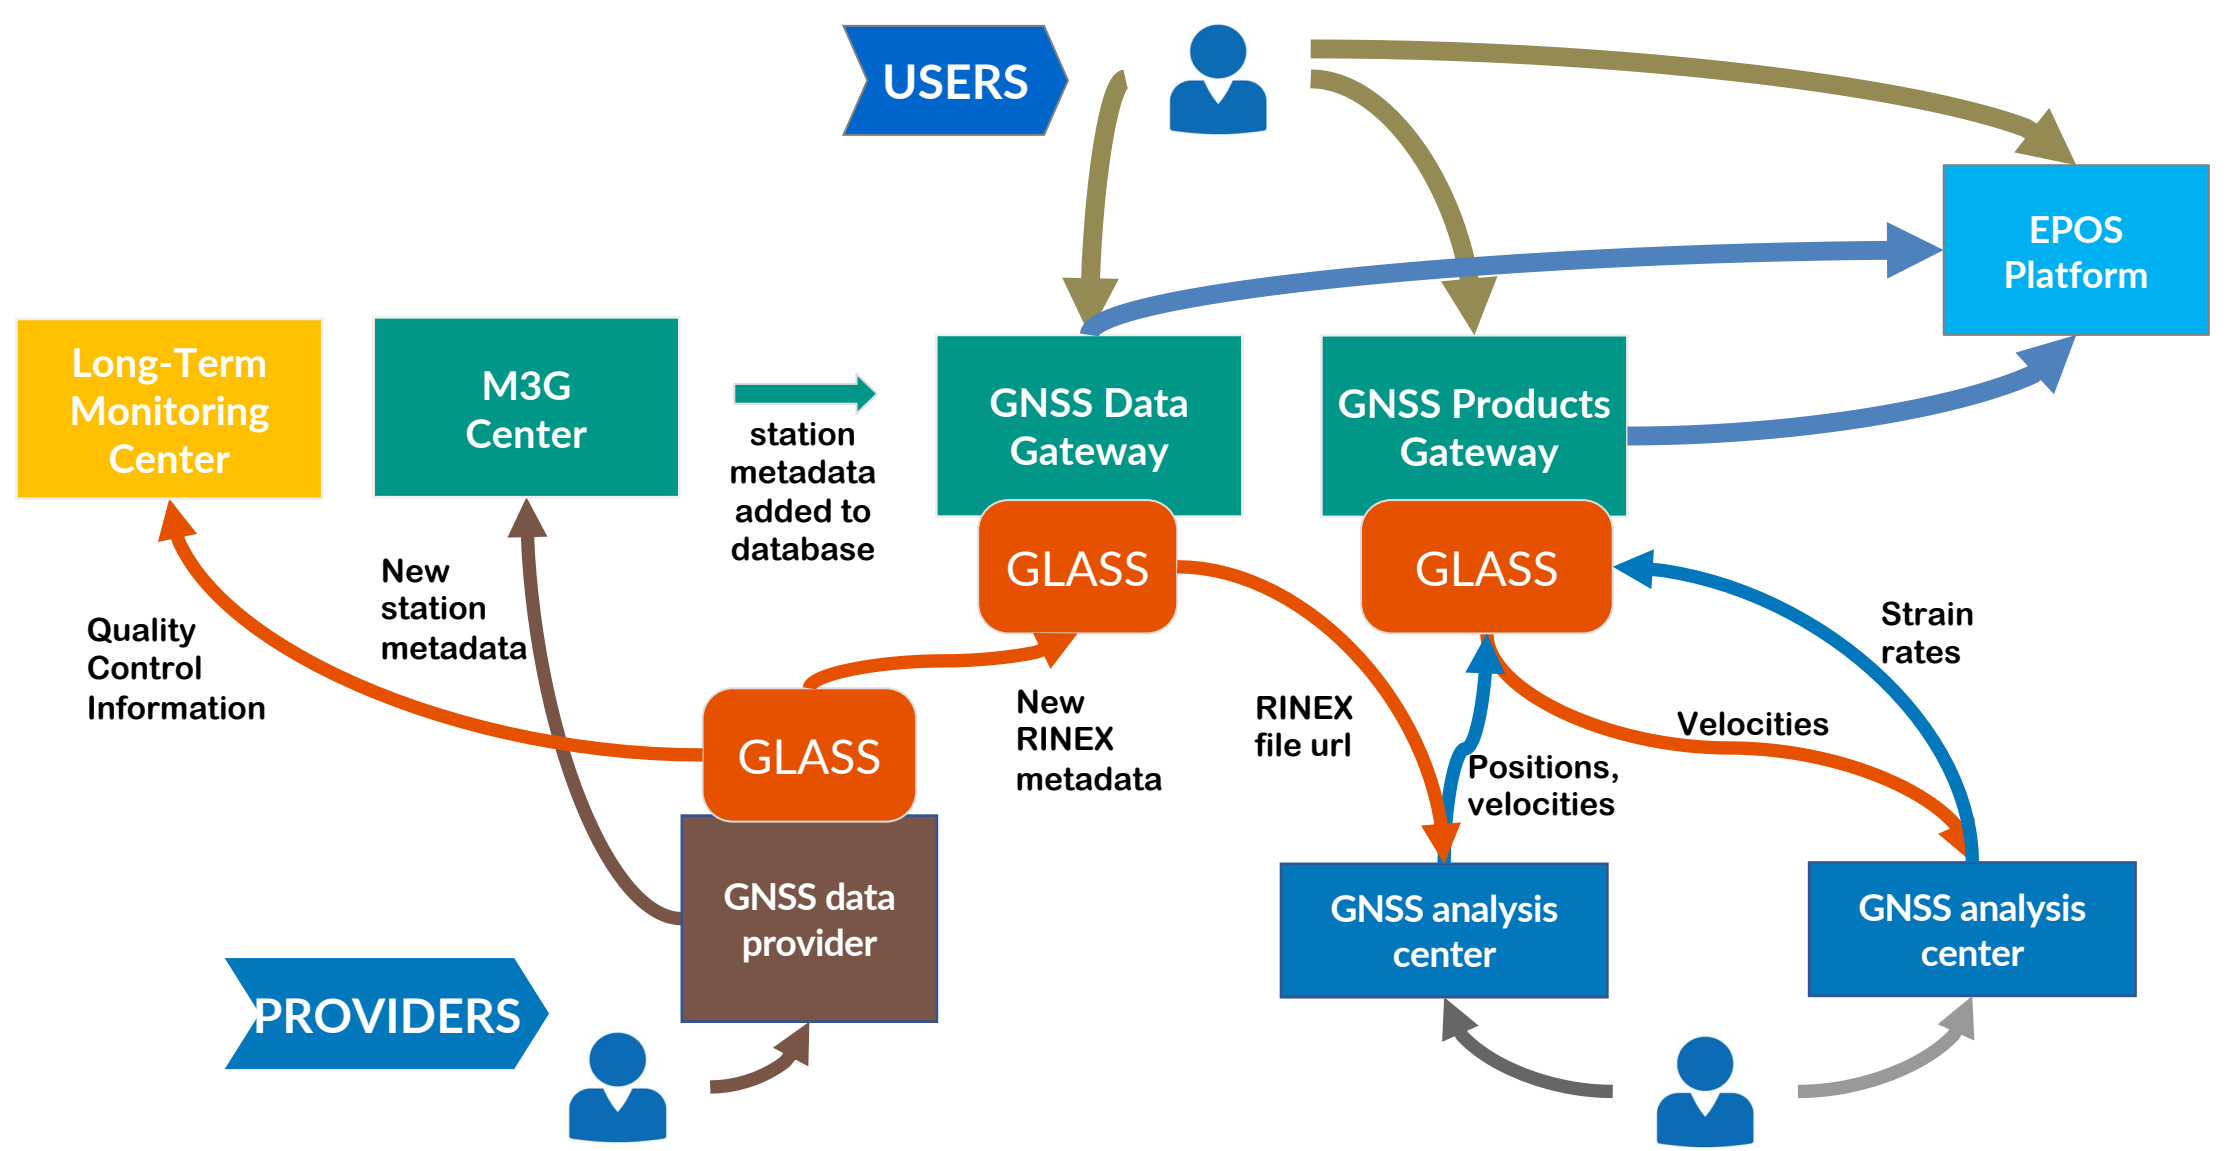 USERS
EPOS
Platform
Long-Term
Monitoring
Center
M3G
Center
station
metadata
added to
database
GNSS Data
Gateway
GNSS Products
Gateway
GLASS
GLASS
New
station
metadata
Quality
Control
Information
Strain
rates
GLASS
New
RINEX
metadata
RINEX
file url
Velocities
Positions,
velocities
GNSS data
provider
GNSS analysis
center
GNSS analysis
center
PROVIDERS